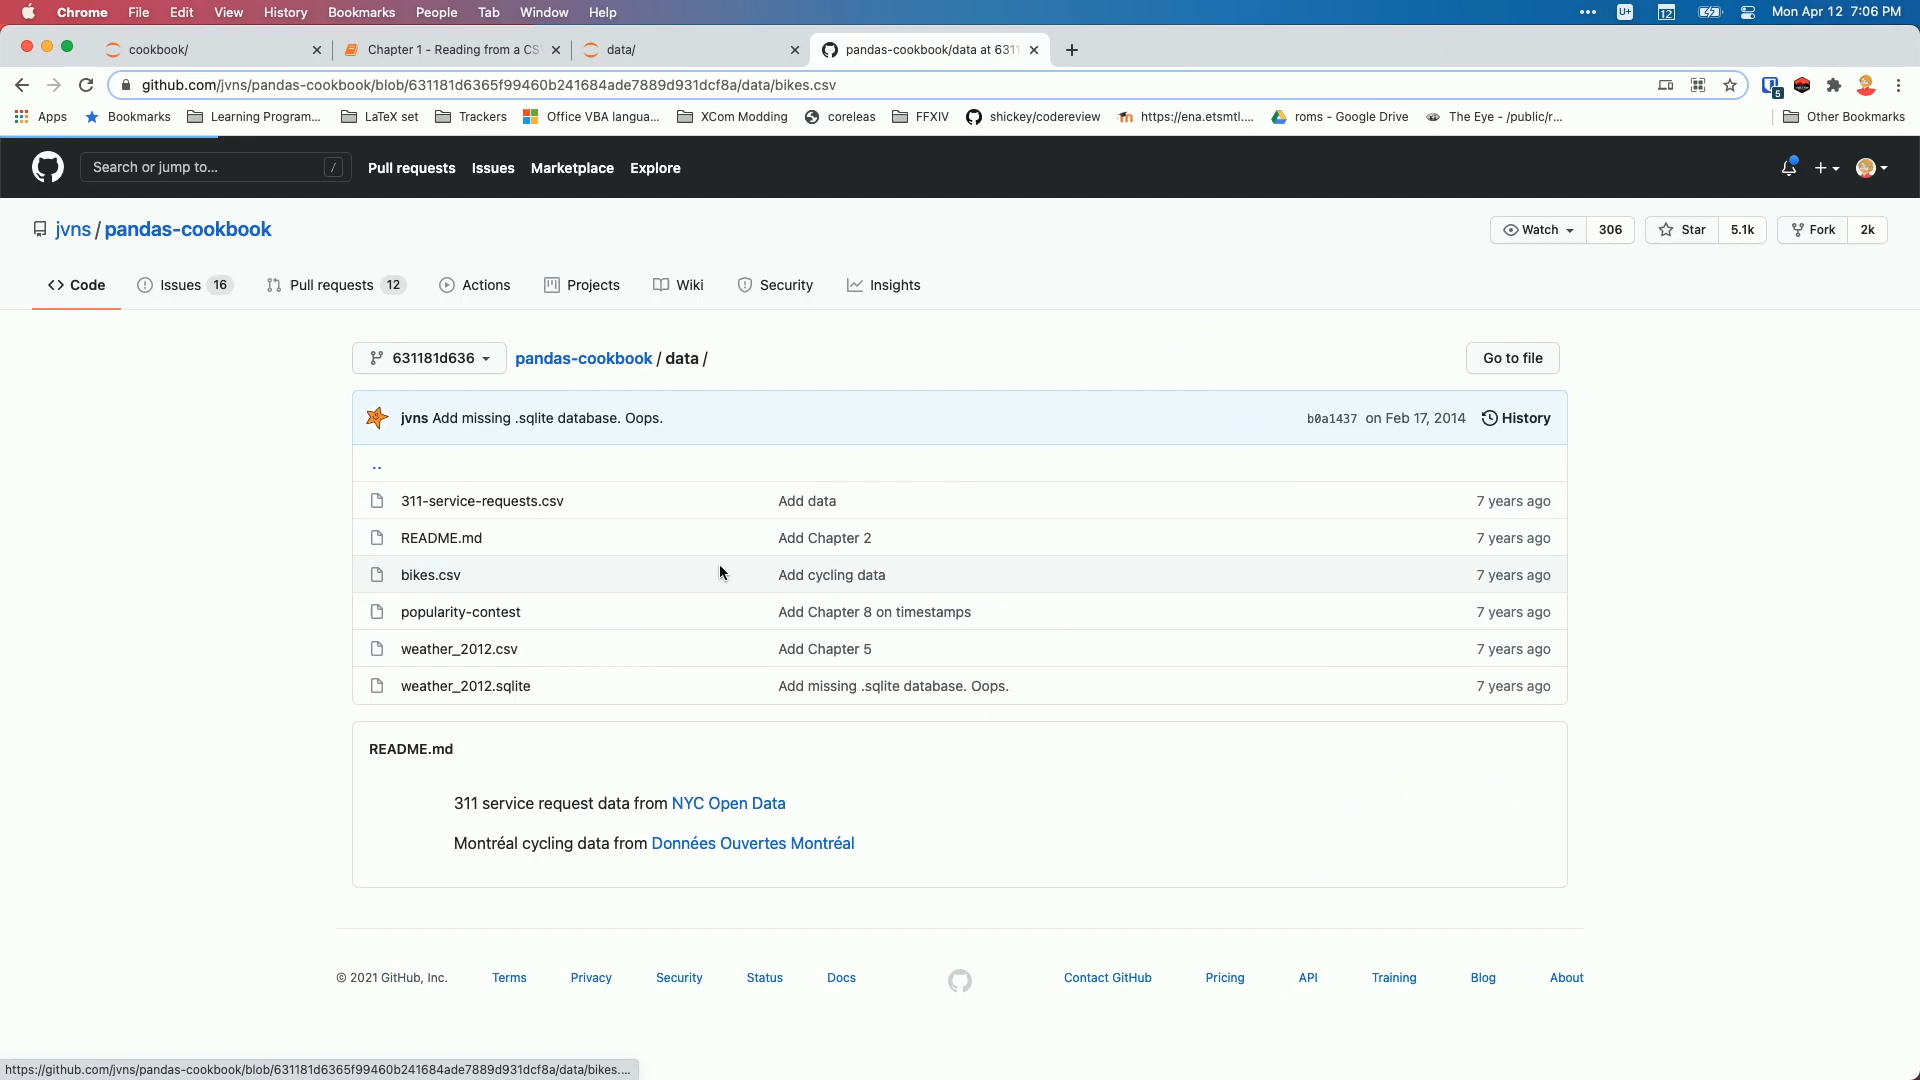 Chrome File Edit View History Bookmarks People Tab Window Help ••• U+ 12 Mon Apr 12 7:06 PM
cookbook/ Chapter 1 - Reading from a CS data/ pandas-cookbook/data at 6311
github.com/jvns/pandas-cookbook/blob/631181d6365f99460b241684ade7889d931dcf8a/data/bikes.csv 5
Apps Bookmarks Learning Program... LaTeX set Trackers Office VBA langua... XCom Modding coreleas FFXIV shickey/codereview https://ena.etsmtl.... roms - Google Drive The Eye - /public/r... Other Bookmarks
Search or jump to... / Pull requests Issues Marketplace Explore
jvns / pandas-cookbook Watch 306 Star 5.1k Fork 2k
<> Code Issues 16 Pull requests 12 Actions Projects Wiki Security Insights
631181d636 pandas-cookbook / data / Go to file
jvns Add missing .sqlite database. Oops. b0a1437 on Feb 17, 2014 History
..
311-service-requests.csv Add data 7 years ago
README.md Add Chapter 2 7 years ago
bikes.csv Add cycling data 7 years ago
popularity-contest Add Chapter 8 on timestamps 7 years ago
weather_2012.csv Add Chapter 5 7 years ago
weather_2012.sqlite Add missing .sqlite database. Oops. 7 years ago
README.md
311 service request data from NYC Open Data
Montréal cycling data from Données Ouvertes Montréal
© 2021 GitHub, Inc. Terms Privacy Security Status Docs Contact GitHub Pricing API Training Blog About
https://github.com/jvns/pandas-cookbook/blob/631181d6365f99460b241684ade7889d931dcf8a/data/bikes....